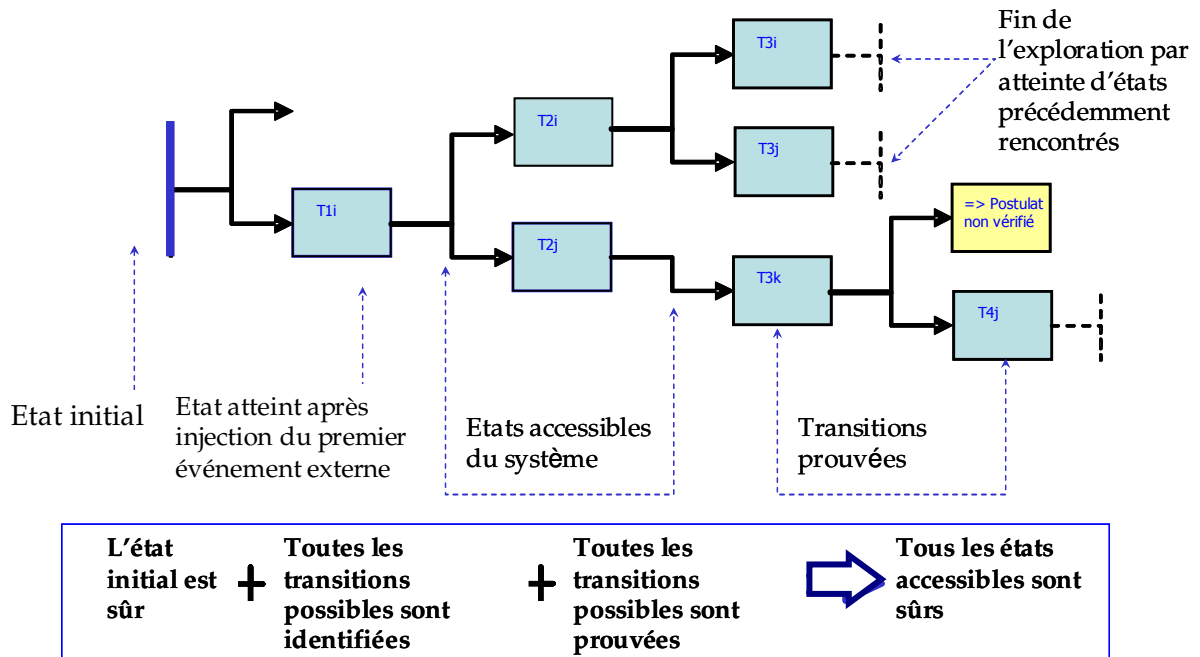 T3i
Fin de
l'exploration par
atteinte d'états
précédemment
rencontrés
T2i
T3j
T1i
=> Postulat
non vérifié
T2j
T3k
T4j
Etat initial
Etat atteint après
injection du premier
événement externe
Etats accessibles
du système
Transitions
prouvées
L'état
initial est
sûr
+
Toutes les
transitions
possibles sont
identifiées
+
Toutes les
transitions
possibles sont
prouvées
Tous les états
accessibles sont
sûrs